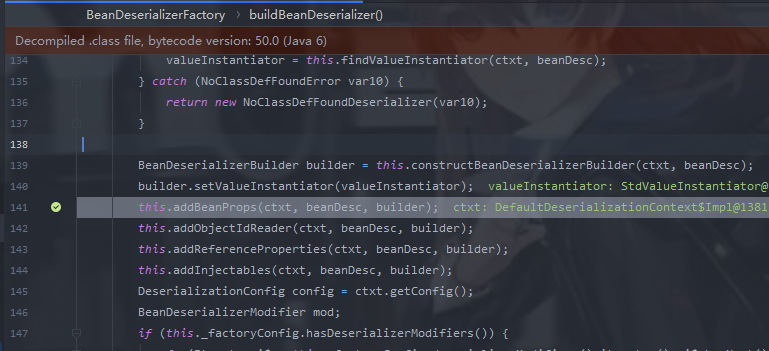 BeanDeserializerFactory › buildBeanDeserializer()
Decompiled .class file, bytecode version: 50.0 (Java 6)
134 valueInstantiator = this.findValueInstantiator(ctxt, beanDesc);
135 } catch (NoClassDefFoundError var10) {
136 return new NoClassDefFoundDeserializer(var10);
137 }
138
139 BeanDeserializerBuilder builder = this.constructBeanDeserializerBuilder(ctxt, beanDesc);
140 builder.setValueInstantiator(valueInstantiator); valueInstantiator: StdValueInstantiator@
141 this.addBeanProps(ctxt, beanDesc, builder); ctxt: DefaultDeserializationContext$Impl@1381
142 this.addObjectIdReader(ctxt, beanDesc, builder);
143 this.addReferenceProperties(ctxt, beanDesc, builder);
144 this.addInjectables(ctxt, beanDesc, builder);
145 DeserializationConfig config = ctxt.getConfig();
146 BeanDeserializerModifier mod;
147 if (this._factoryConfig.hasDeserializerModifiers()) {